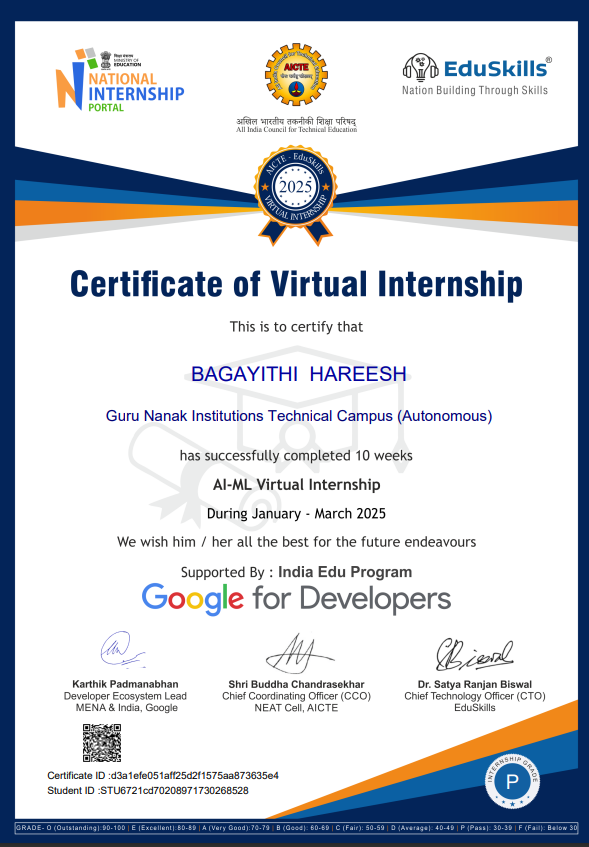 शिक्षा मंत्रालय
MINISTRY OF
EDUCATION
NATIONAL
INTERNSHIP
PORTAL
AICTE
अखिल भारतीय तकनीकी शिक्षा परिषद्
All India Council for Technical Education
EduSkills®
Nation Building Through Skills
AICTE - EduSkills
2025
VIRTUAL INTERNSHIP
Certificate of Virtual Internship
This is to certify that
BAGAYITHI HAREESH
Guru Nanak Institutions Technical Campus (Autonomous)
has successfully completed 10 weeks
AI-ML Virtual Internship
During January - March 2025
We wish him / her all the best for the future endeavours
Supported By : India Edu Program
Google for Developers
Karthik Padmanabhan
Developer Ecosystem Lead
MENA & India, Google
Shri Buddha Chandrasekhar
Chief Coordinating Officer (CCO)
NEAT Cell, AICTE
Dr. Satya Ranjan Biswal
Chief Technology Officer (CTO)
EduSkills
Certificate ID :d3a1efe051aff25d2f1575aa873635e4
Student ID :STU6721cd70208971730268528
INTERNSHIP GRADE
P
GRADE- O (Outstanding):90-100 | E (Excellent):80-89 | A (Very Good):70-79 | B (Good): 60-69 | C (Fair): 50-59 | D (Average): 40-49 | P (Pass): 30-39 | F (Fail): Below 30